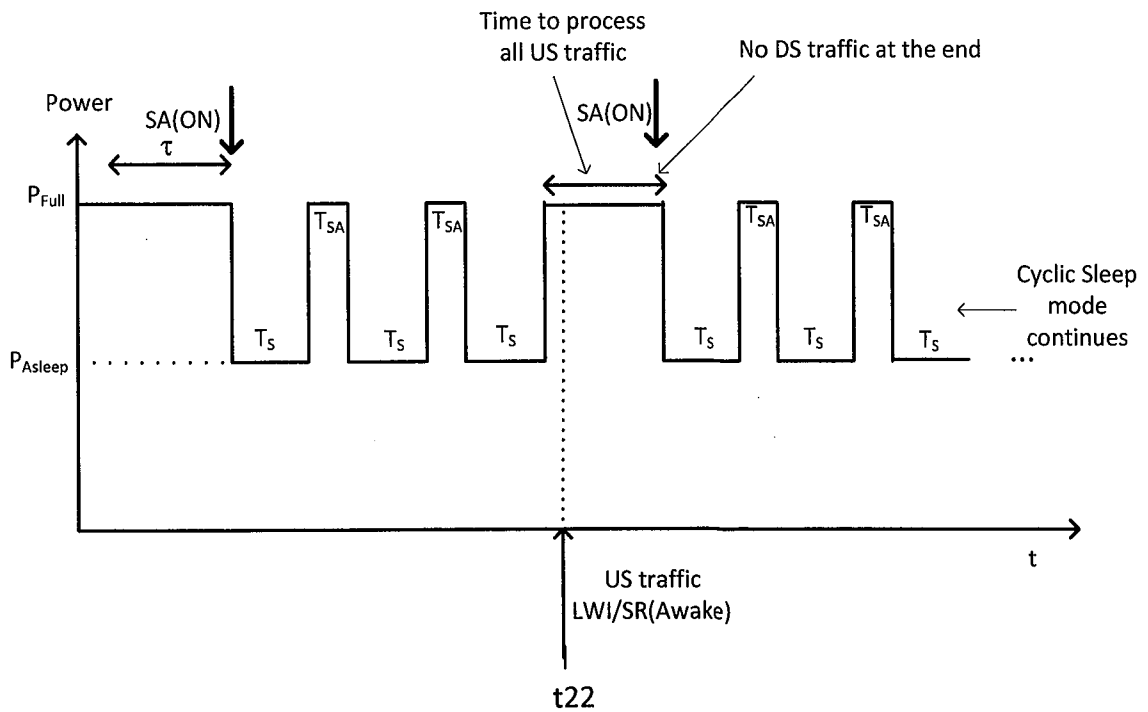 Time to process
all US traffic
No DS traffic at the end
Power
SA(ON)
τ
SA(ON)
PFull
TSA
TSA
TSA
TSA
Cyclic Sleep
mode
continues
TS
TS
TS
TS
TS
TS
PAsleep
...
t
US traffic
LWI/SR(Awake)
t22